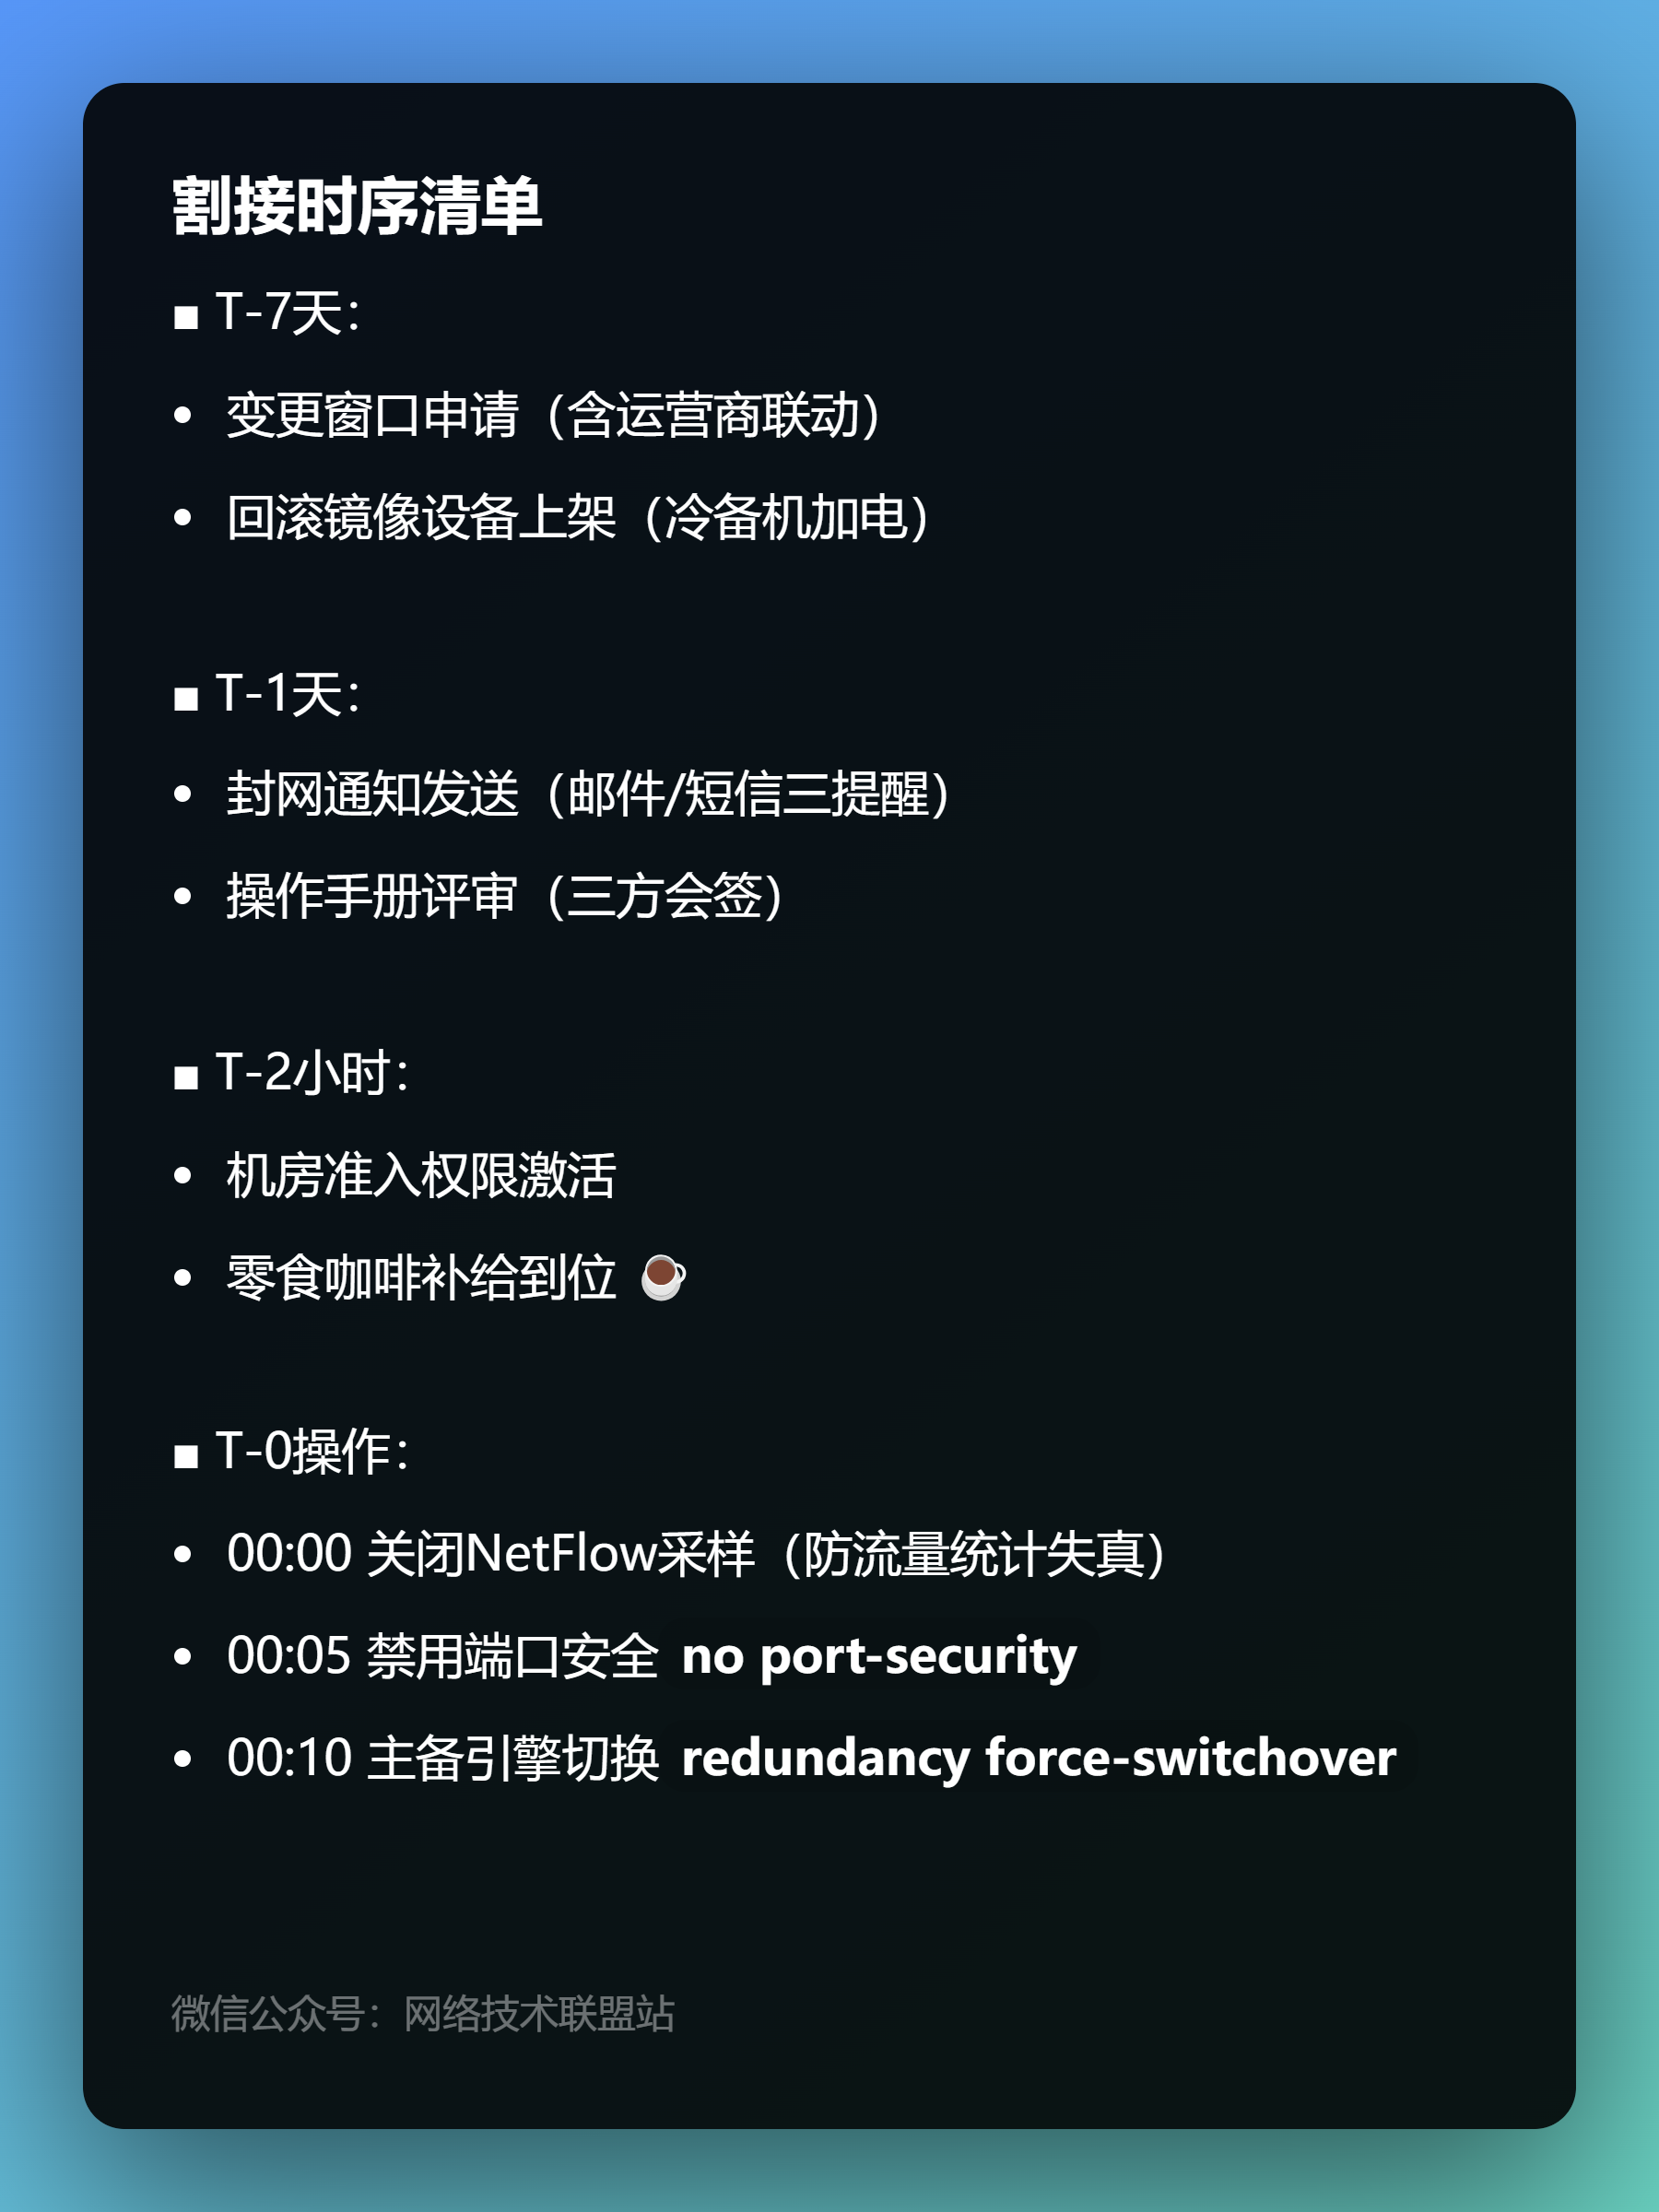 割接时序清单
■ T-7天：
• 变更窗口申请（含运营商联动）
• 回滚镜像设备上架（冷备机加电）
■ T-1天：
• 封网通知发送（邮件/短信三提醒）
• 操作手册评审（三方会签）
■ T-2小时：
• 机房准入权限激活
• 零食咖啡补给到位 ☕
■ T-0操作：
• 00:00 关闭NetFlow采样（防流量统计失真）
• 00:05 禁用端口安全 no port-security
• 00:10 主备引擎切换 redundancy force-switchover
微信公众号：网络技术联盟站